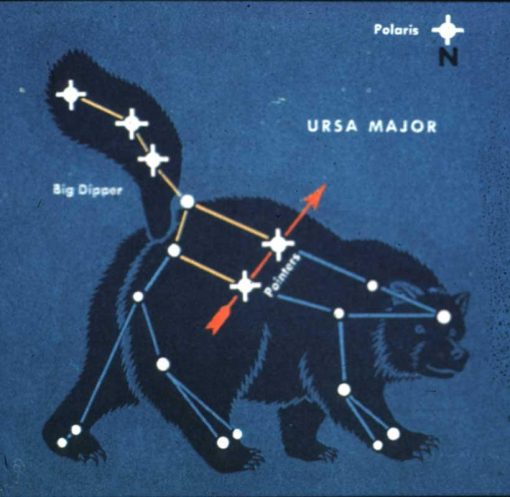 Polaris
N
URSA MAJOR
Big Dipper
Pointers